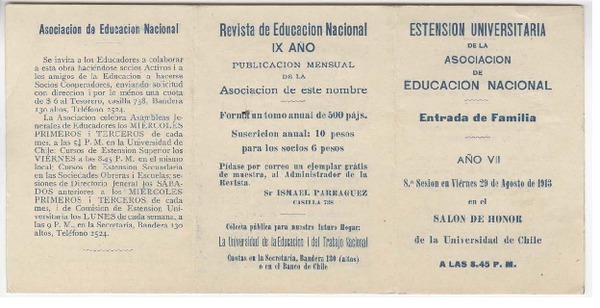 Asociacion de Educacion Nacional
Se invita a los Educadores a colaborar
a esta obra haciéndose socios Activos i a
los amigos de la Educacion a hacerse
Socios Cooperadores, enviando solicitud
con direccion i por lo ménos una cuota
de $ 6 al Tesorero, casilla 738, Bandera
130 altos, Teléfono 2524.
La Asociacion celebra Asambleas Je-
nerales de Educadores los MIÉRCOLES
PRIMEROS I TERCEROS de cada
mes, a las 5¼ P. M. en la Universidad de
Chile; Cursos de Estension Superior los
VIÉRNES a las 8.45 P. M. en el mismo
local; Cursos de Estension Secundaria
en las Sociedades Obreras i Escuelas; se-
siones de Directorio Jeneral los SABA-
DOS anteriores a los MIÉRCOLES
PRIMEROS I TERCEROS de cada
mes, i de Comision de Estension Uni-
versitaria los LUNES de cada semana, a
las 9 P. M., en la Secretaría, Bandera 130
altos, Teléfono 2524.
Revista de Educacion Nacional
IX AÑO
PUBLICACION MENSUAL
DE LA
Asociacion de este nombre
Forma un tomo anual de 500 pájs.
Suscricion anual: 10 pesos
para los socios 6 pesos
Pídase por correo un ejemplar grátis
de muestra, al Administrador de la
Revista.
Sr ISMAEL PARRAGUEZ
CASILLA 738
Colecta pública para nuestro futuro Hogar:
La Universidad de la Educacion i del Trabajo Nacional
Cuotas en la Secretaría, Bandera 130 (altos)
o en el Banco de Chile
ESTENSION UNIVERSITARIA
DE LA
ASOCIACION
DE
EDUCACION NACIONAL
Entrada de Familia
AÑO VII
8.ª Sesion en Viérnes 29 de Agosto de 1913
en el
SALON DE HONOR
de la Universidad de Chile
A LAS 8.45 P. M.